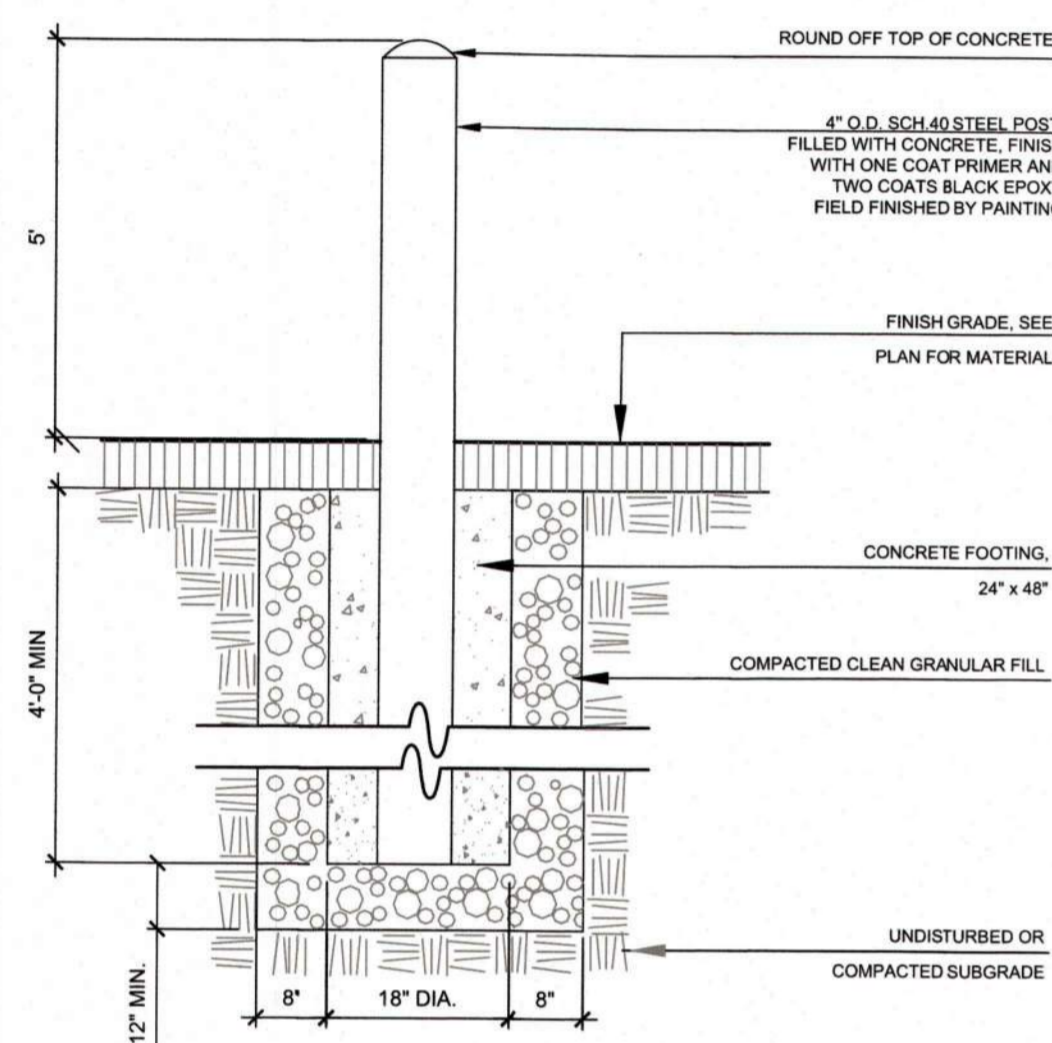 ROUND OFF TOP OF CONCRETE
4" O.D. SCH.40 STEEL POST
FILLED WITH CONCRETE, FINIS
WITH ONE COAT PRIMER AN
TWO COATS BLACK EPOX
FIELD FINISHED BY PAINTING
5'
FINISH GRADE, SEE
PLAN FOR MATERIAL
CONCRETE FOOTING,
24" x 48"
4'-0" MIN
COMPACTED CLEAN GRANULAR FILL
UNDISTURBED OR
COMPACTED SUBGRADE
12" MIN.
8"
18" DIA.
8"